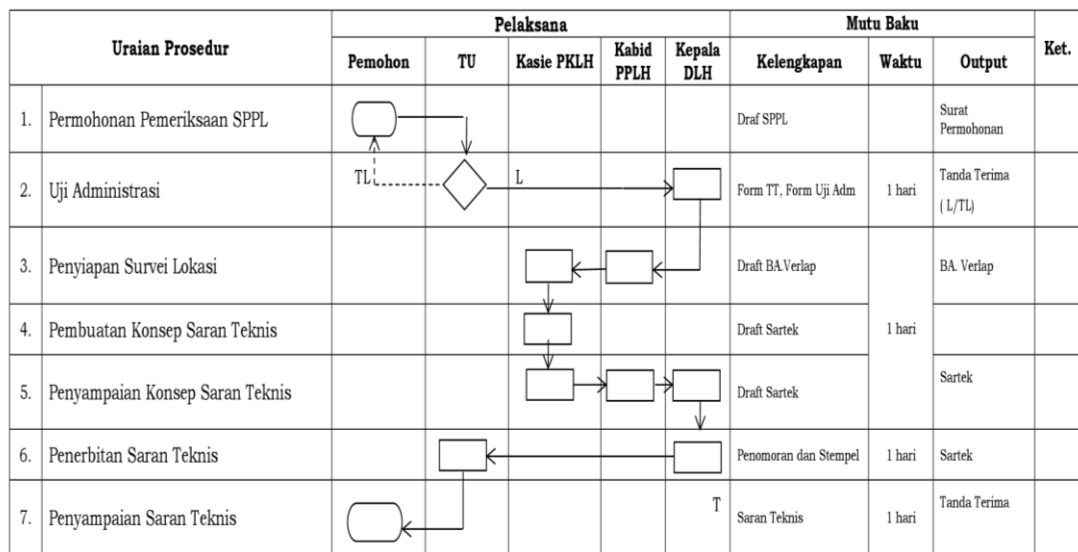 Uraian Prosedur
Pelaksana
Mutu Baku
Ket.
Pemohon
TU
Kasie PKLH
Kabid
PPLH
Kepala
DLH
Kelengkapan
Waktu
Output
1. Permohonan Pemeriksaan SPPL
Draf SPPL
Surat
Permohonan
2. Uji Administrasi
TL
L
Form TT, Form Uji Adm
1 hari
Tanda Terima
( L/TL)
3. Penyiapan Survei Lokasi
Draft BA.Verlap
BA. Verlap
4. Pembuatan Konsep Saran Teknis
Draft Sartek
1 hari
5. Penyampaian Konsep Saran Teknis
Draft Sartek
Sartek
6. Penerbitan Saran Teknis
Penomoran dan Stempel
1 hari
Sartek
7. Penyampaian Saran Teknis
T
Saran Teknis
1 hari
Tanda Terima